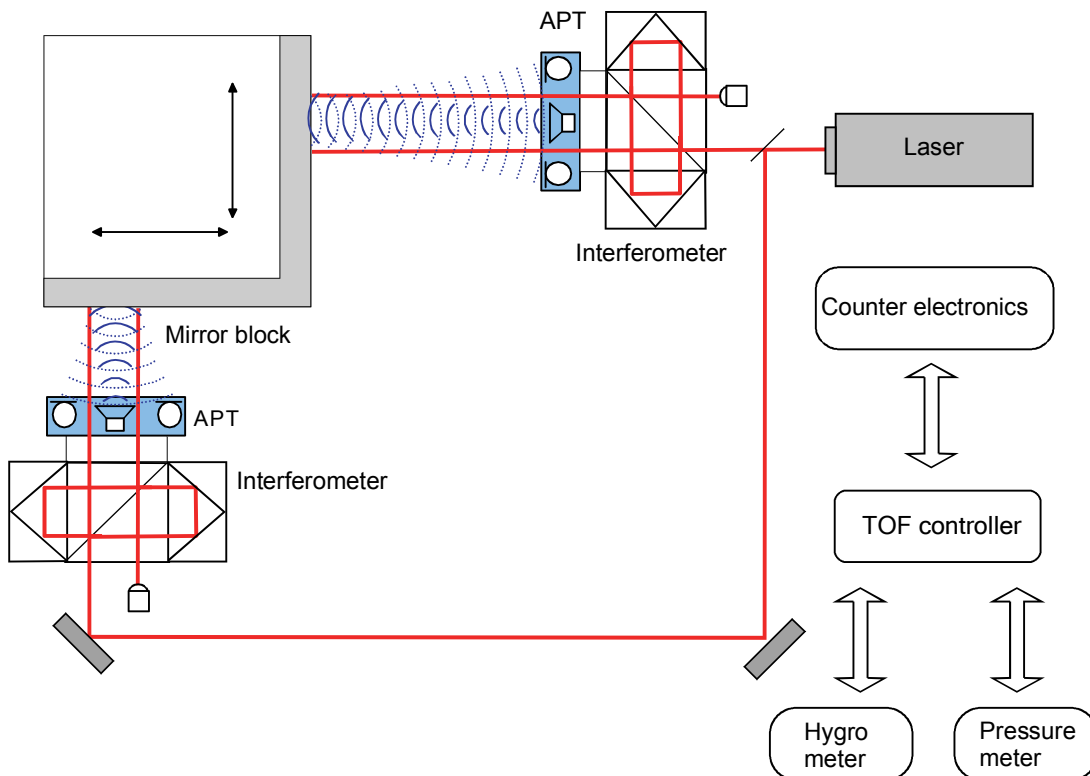 APT
Laser
Interferometer
Counter electronics
Mirror block
APT
Interferometer
TOF controller
Hygro
meter
Pressure
meter